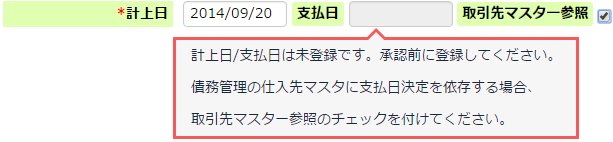 *計上日 2014/09/20 支払日 取引先マスター参照
計上日/支払日は未登録です。承認前に登録してください。
債務管理の仕入先マスタに支払日決定を依存する場合、
取引先マスター参照のチェックを付けてください。